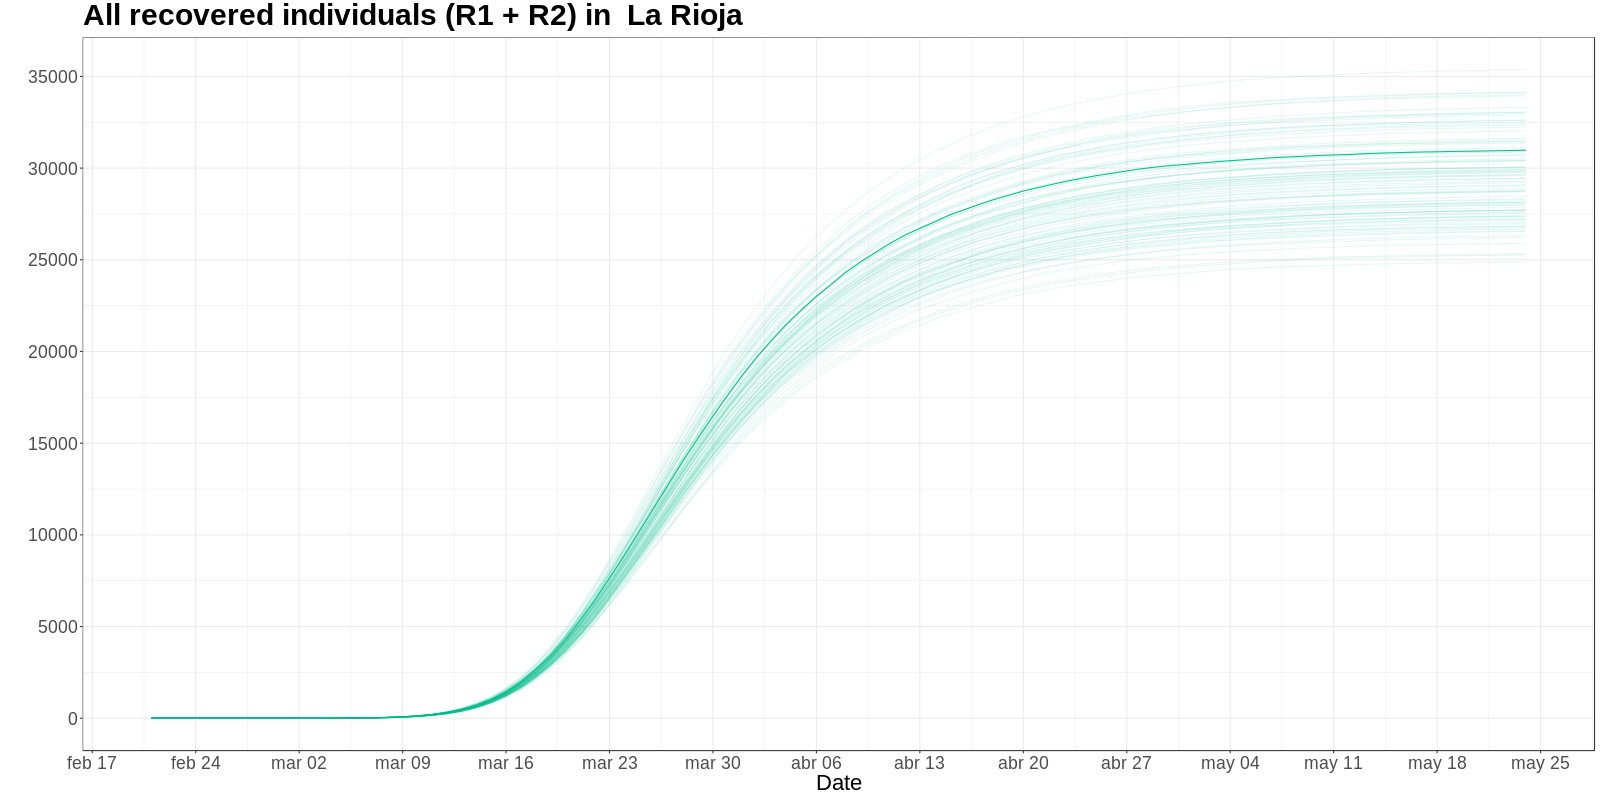 All recovered individuals (R1 + R2) in  La Rioja
35000
30000
25000
20000
15000
10000
5000
0
feb 17 feb 24 mar 02 mar 09 mar 16 mar 23 mar 30 abr 06 abr 13 abr 20 abr 27 may 04 may 11 may 18 may 25
Date